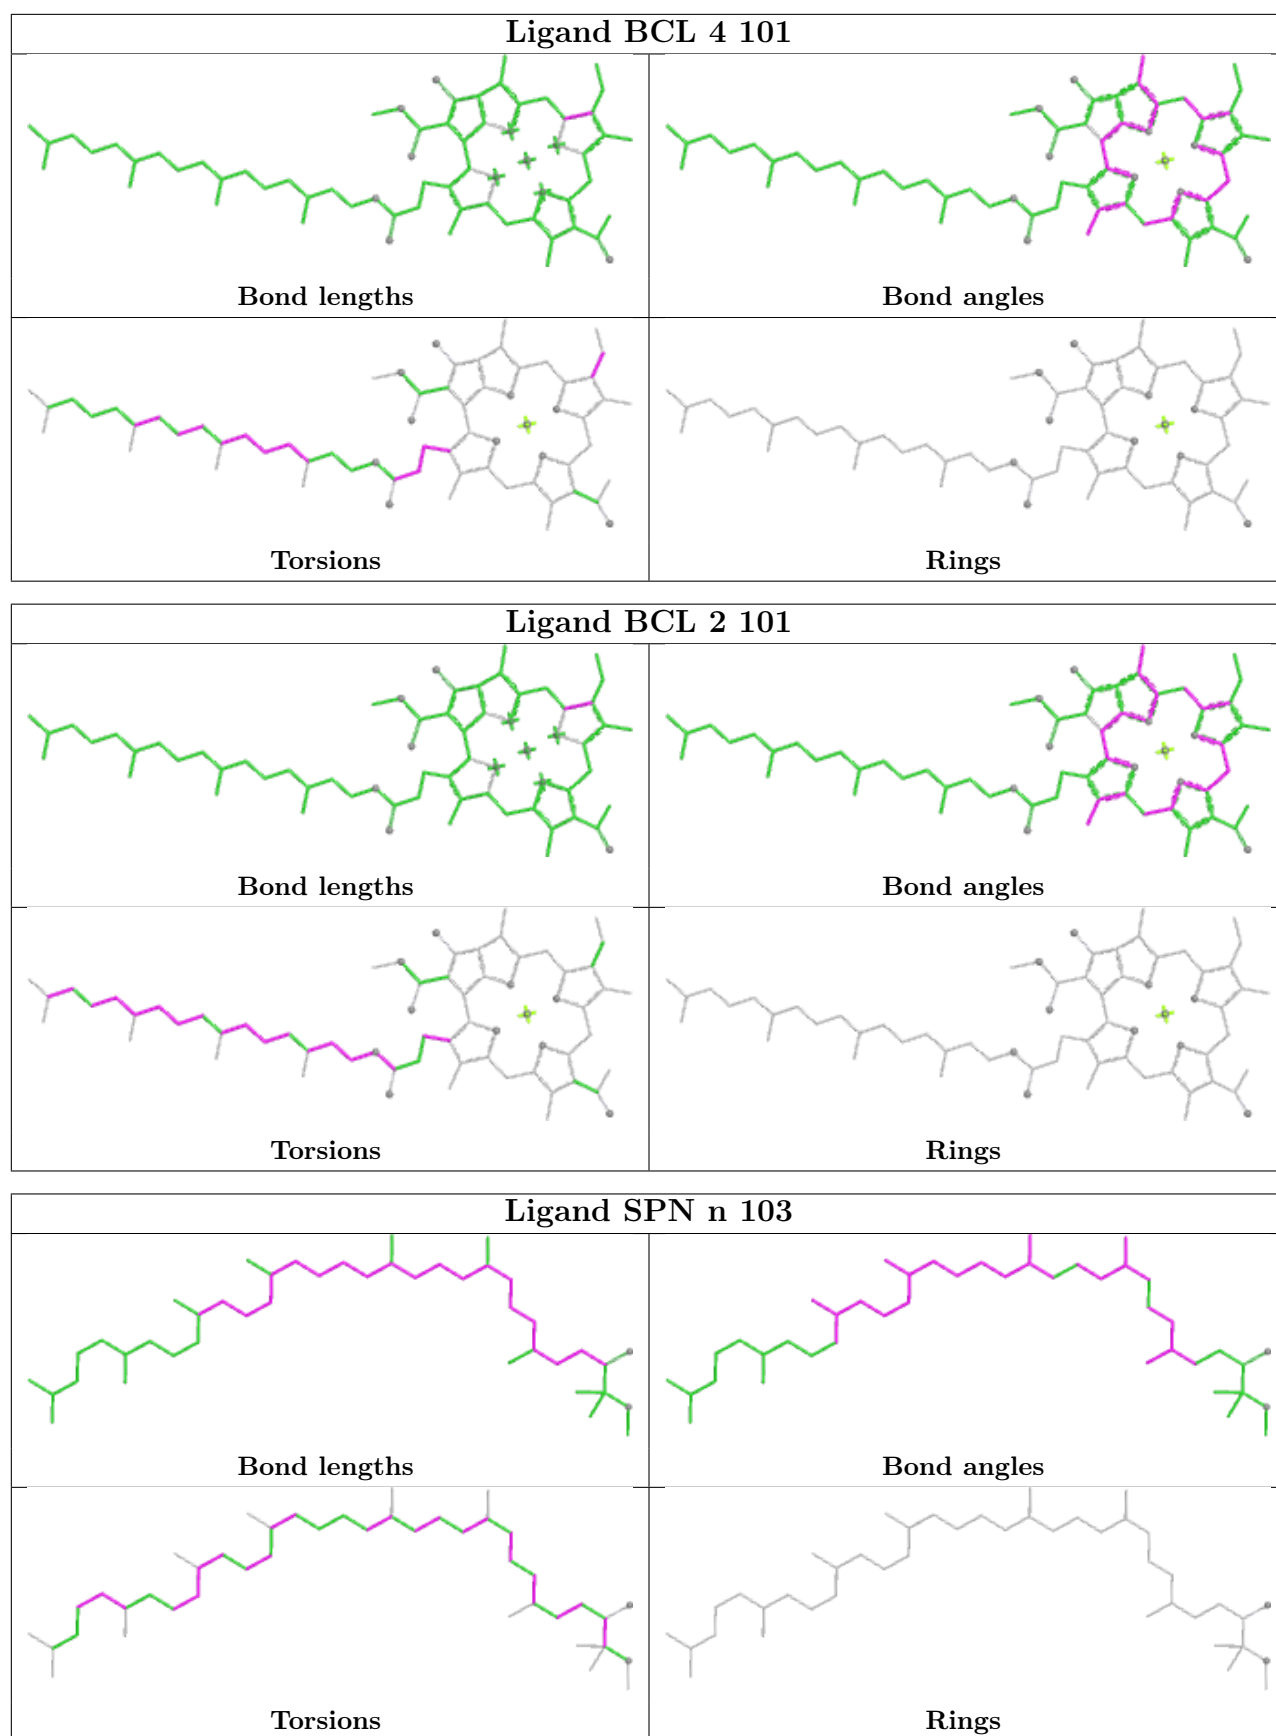 Ligand BCL 4 101
Bond lengths
Bond angles
Torsions
Rings
Ligand BCL 2 101
Bond lengths
Bond angles
Torsions
Rings
Ligand SPN n 103
Bond lengths
Bond angles
Torsions
Rings